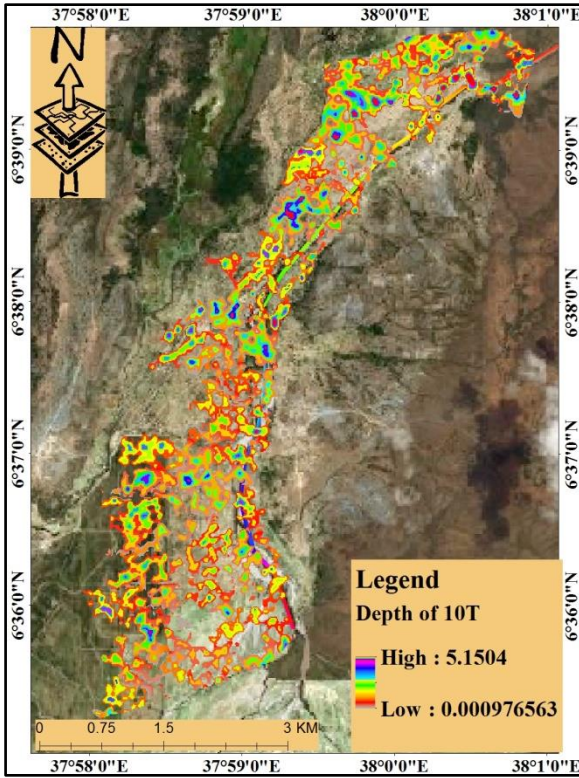 37°58'0"E 37°59'0"E 38°0'0"E 38°1'0"E
N
6°39'0"N 6°39'0"N
6°38'0"N 6°38'0"N
6°37'0"N 6°37'0"N
6°36'0"N 6°36'0"N
Legend
Depth of 10T
High : 5.1504
Low : 0.000976563
0 0.75 1.5 3 KM
37°58'0"E 37°59'0"E 38°0'0"E 38°1'0"E